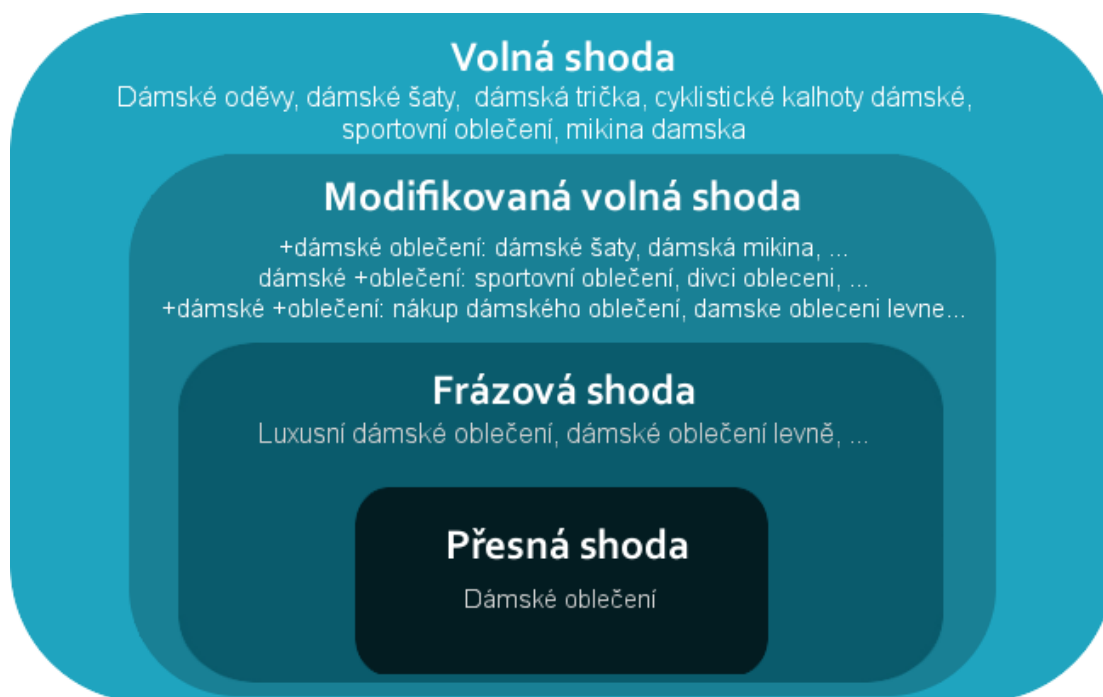 Volná shoda
Dámské oděvy, dámské šaty, dámská trička, cyklistické kalhoty dámské,
sportovní oblečení, mikina damska
Modifikovaná volná shoda
+dámské oblečení: dámské šaty, dámská mikina, ...
dámské +oblečení: sportovní oblečení, divci obleceni, ...
+dámské +oblečení: nákup dámského oblečení, damske obleceni levne...
Frázová shoda
Luxusní dámské oblečení, dámské oblečení levně, ...
Přesná shoda
Dámské oblečení